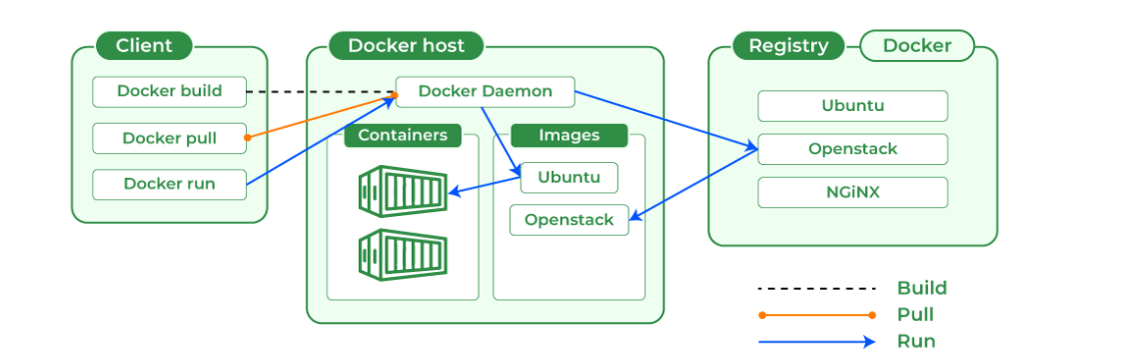 Client
Docker build
Docker pull
Docker run
Docker host
Docker Daemon
Containers
Images
Ubuntu
Openstack
Registry
Docker
Ubuntu
Openstack
NGiNX
Build
Pull
Run